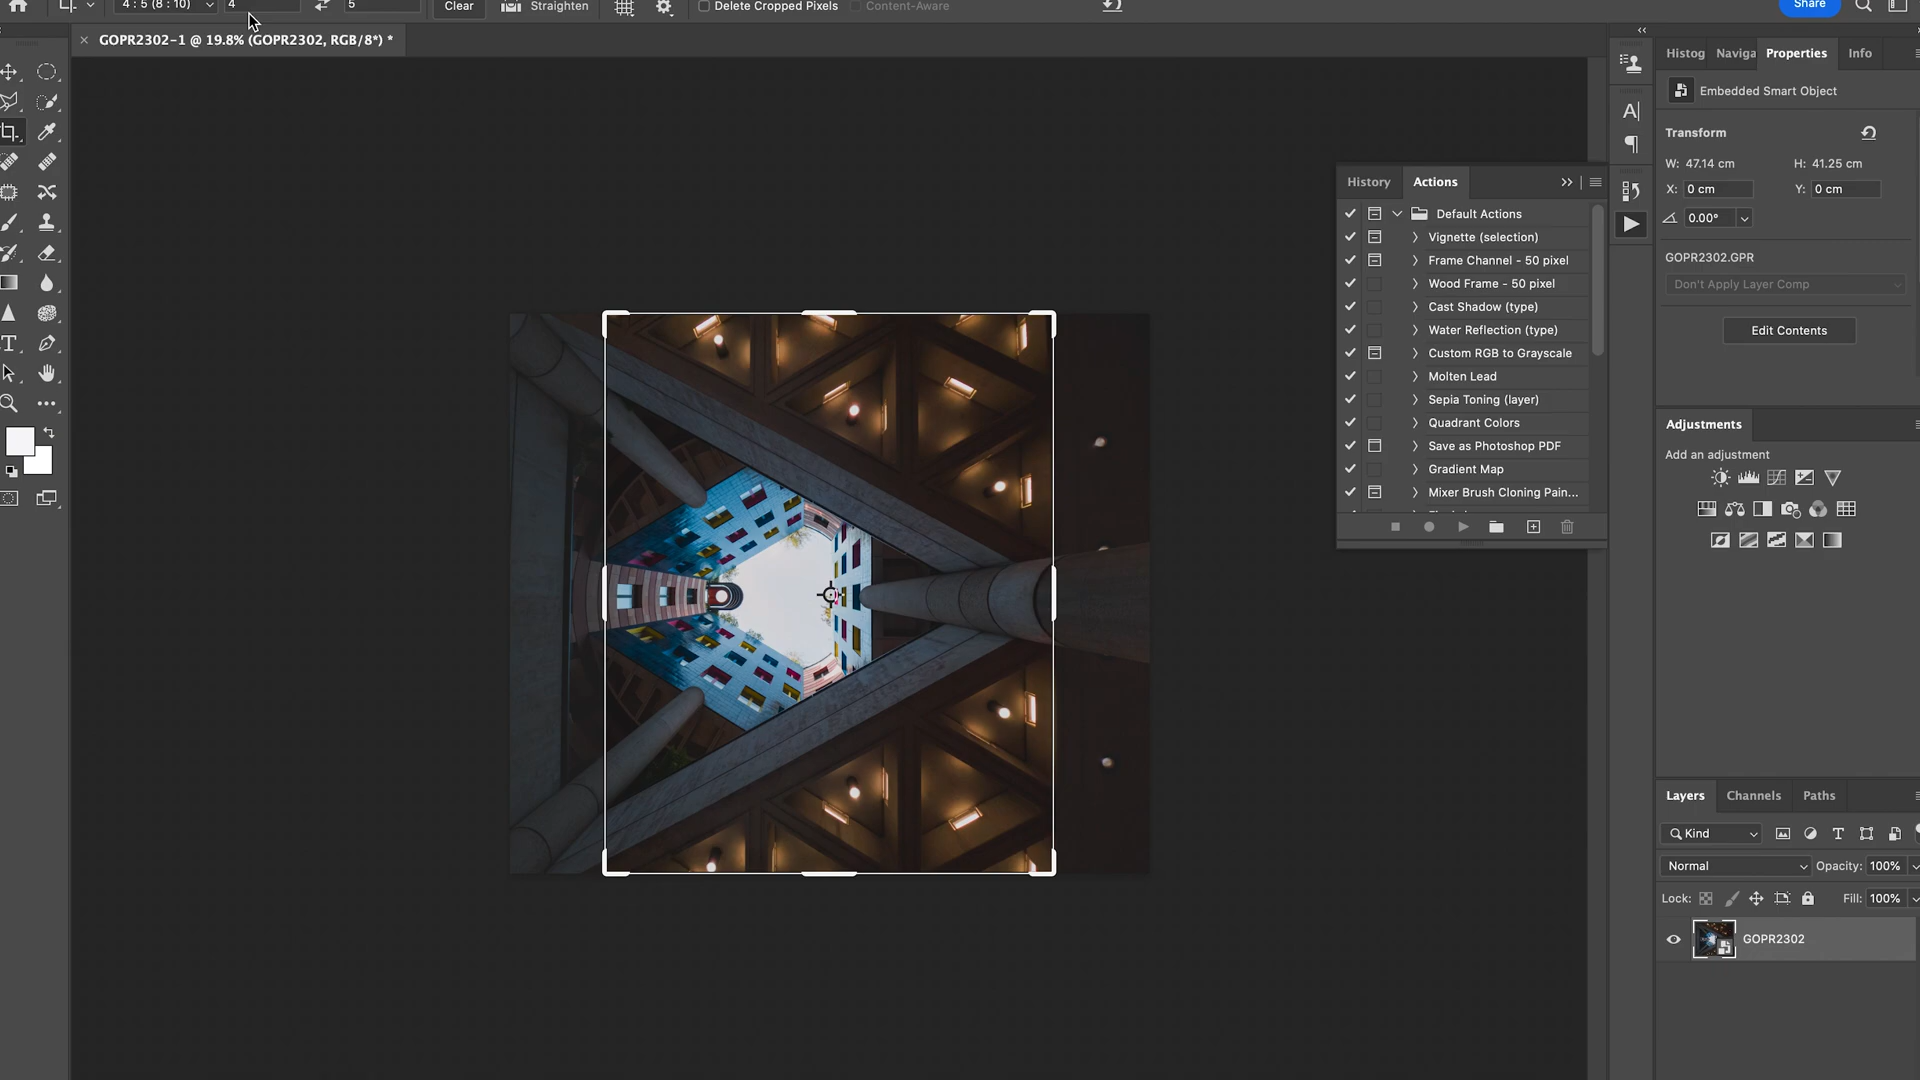 4 : 5 (8 : 10)
4
5
Clear
Straighten
Delete Cropped Pixels
Content-Aware
Share
GOPR2302-1 @ 19.8% (GOPR2302, RGB/8*) *
Histog
Naviga
Properties
Info
Embedded Smart Object
Transform
W: 47.14 cm
H: 41.25 cm
X: 0 cm
Y: 0 cm
0.00°
GOPR2302.GPR
Don't Apply Layer Comp
Edit Contents
History
Actions
Default Actions
Vignette (selection)
Frame Channel - 50 pixel
Wood Frame - 50 pixel
Cast Shadow (type)
Water Reflection (type)
Custom RGB to Grayscale
Molten Lead
Sepia Toning (layer)
Quadrant Colors
Save as Photoshop PDF
Gradient Map
Mixer Brush Cloning Pain...
Adjustments
Add an adjustment
Layers
Channels
Paths
Kind
Normal
Opacity: 100%
Lock:
Fill: 100%
GOPR2302